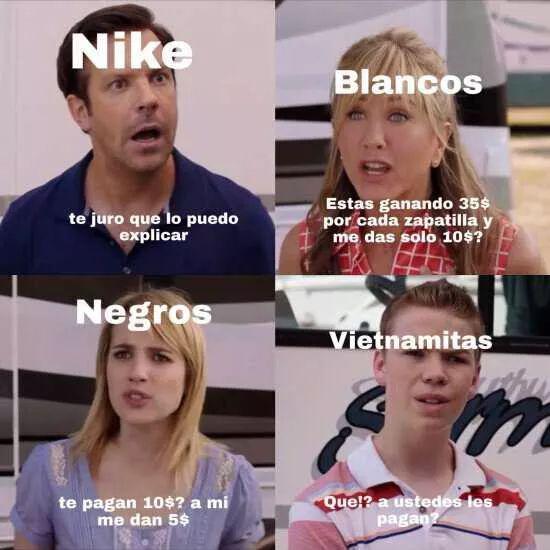 Nike
te juro que lo puedo
explicar
Blancos
Estas ganando 35$
por cada zapatilla y
me das solo 10$?
Negros
te pagan 10$? a mi
me dan 5$
Vietnamitas
Que!? a ustedes les
pagan?